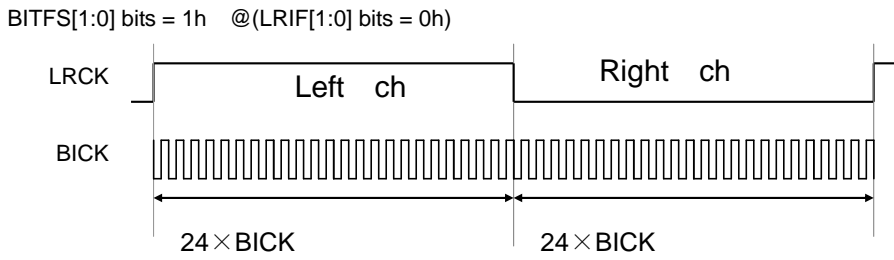 BITFS[1:0] bits = 1h @(LRIF[1:0] bits = 0h)
LRCK
Left ch
Right ch
BICK
24×BICK
24×BICK